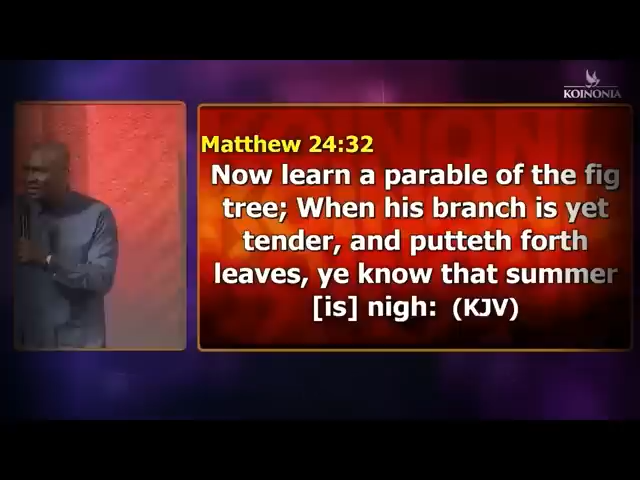 KOINONIA
Matthew 24:32
Now learn a parable of the fig
tree; When his branch is yet
tender, and putteth forth
leaves, ye know that summer
[is] nigh: (KJV)